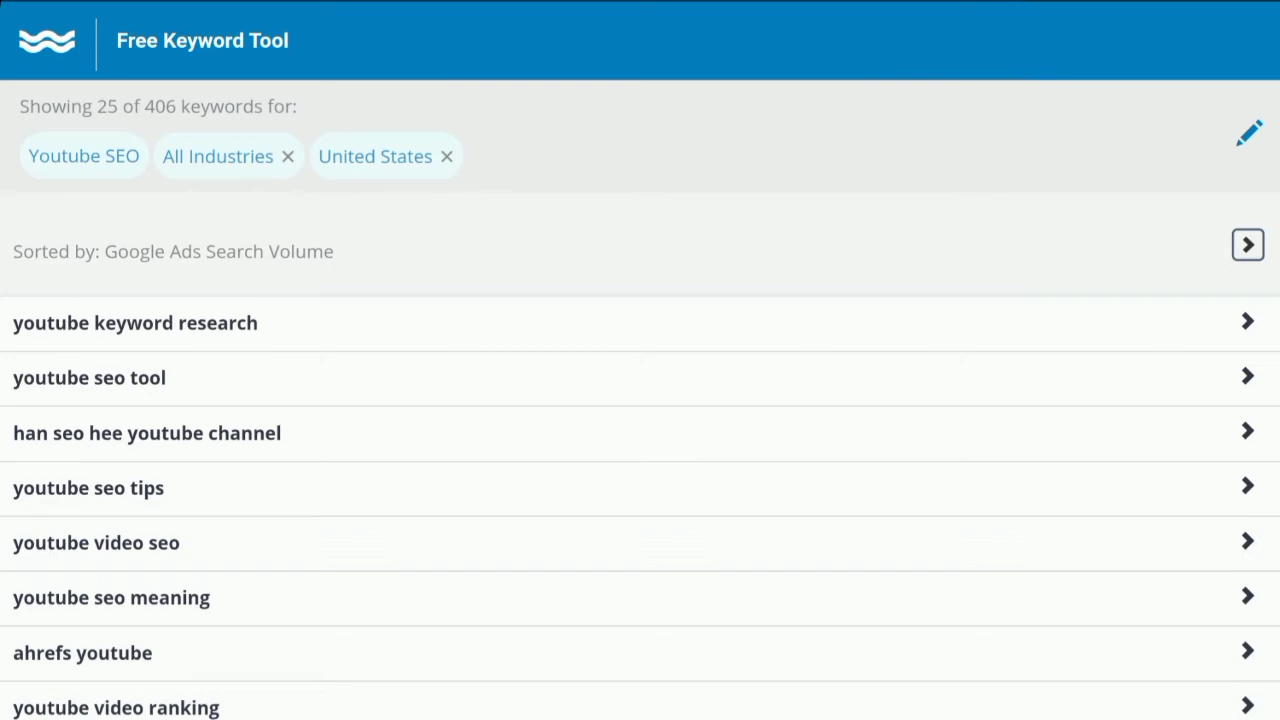 Free Keyword Tool
Showing 25 of 406 keywords for:
Youtube SEO All Industries × United States ×
Sorted by: Google Ads Search Volume
youtube keyword research
youtube seo tool
han seo hee youtube channel
youtube seo tips
youtube video seo
youtube seo meaning
ahrefs youtube
youtube video ranking